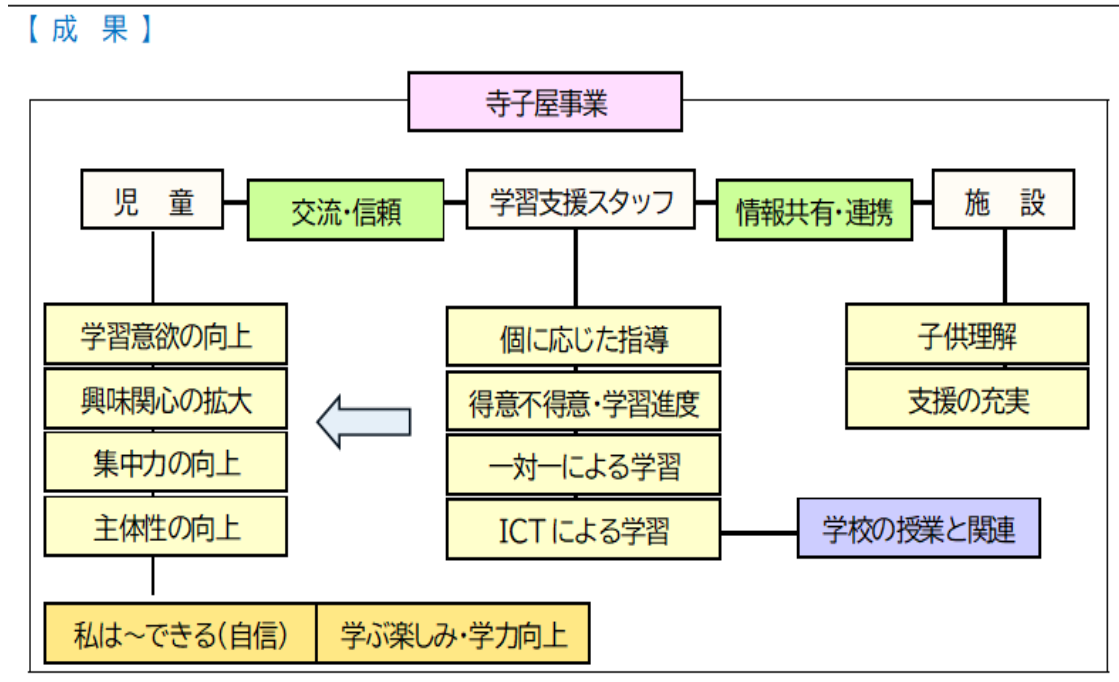 【成 果】
寺子屋事業
児 童
交流・信頼
学習支援スタッフ
情報共有・連携
施 設
学習意欲の向上
興味関心の拡大
集中力の向上
主体性の向上
個に応じた指導
得意不得意・学習進度
一対一による学習
ICTによる学習
学校の授業と関連
子供理解
支援の充実
私は~できる(自信)
学ぶ楽しみ・学力向上